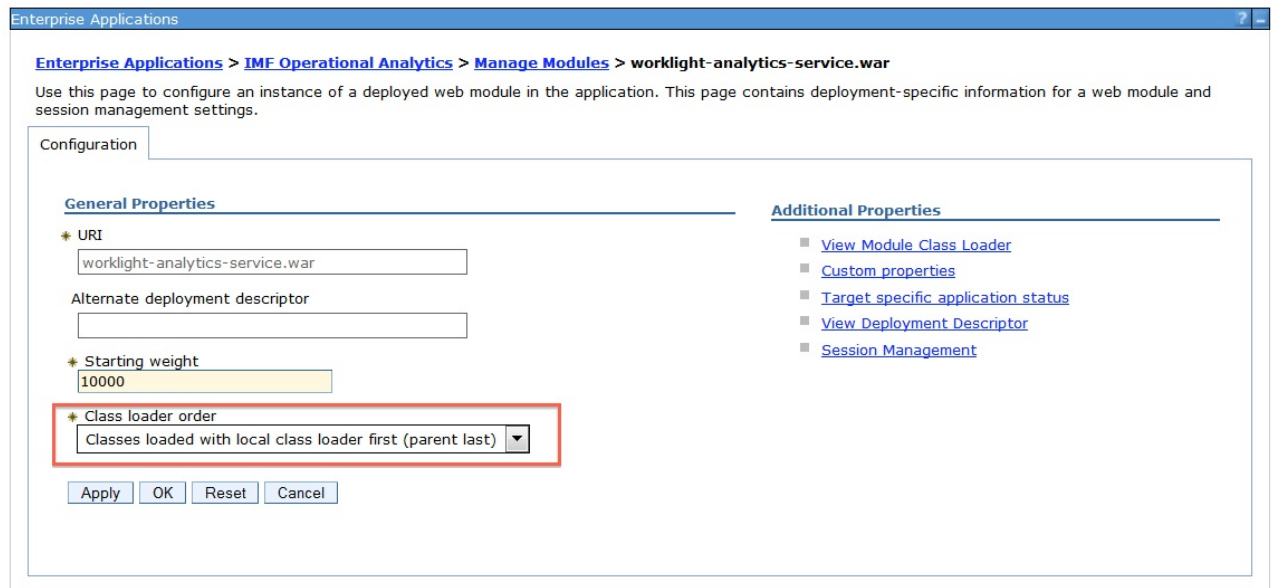 Enterprise Applications
? -
Enterprise Applications > IMF Operational Analytics > Manage Modules > worklight-analytics-service.war
Use this page to configure an instance of a deployed web module in the application. This page contains deployment-specific information for a web module and
session management settings.
Configuration
General Properties
URI
worklight-analytics-service.war
Alternate deployment descriptor
Starting weight
10000
Class loader order
Classes loaded with local class loader first (parent last)
Apply OK Reset Cancel
Additional Properties
View Module Class Loader
Custom properties
Target specific application status
View Deployment Descriptor
Session Management